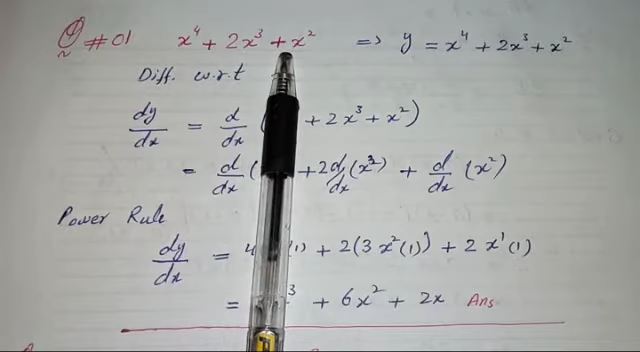 Q # 01 x⁴ + 2x³ + x² => y = x⁴ + 2x³ + x²
Diff. w.r.t
dy/dx = d/dx ( + 2x³ + x²)
= d/dx ( + 2d/dx (x³) + d/dx (x²)
Power Rule
dy/dx = 4 (1) + 2(3x²(1)) + 2x¹(1)
= ³ + 6x² + 2x Ans